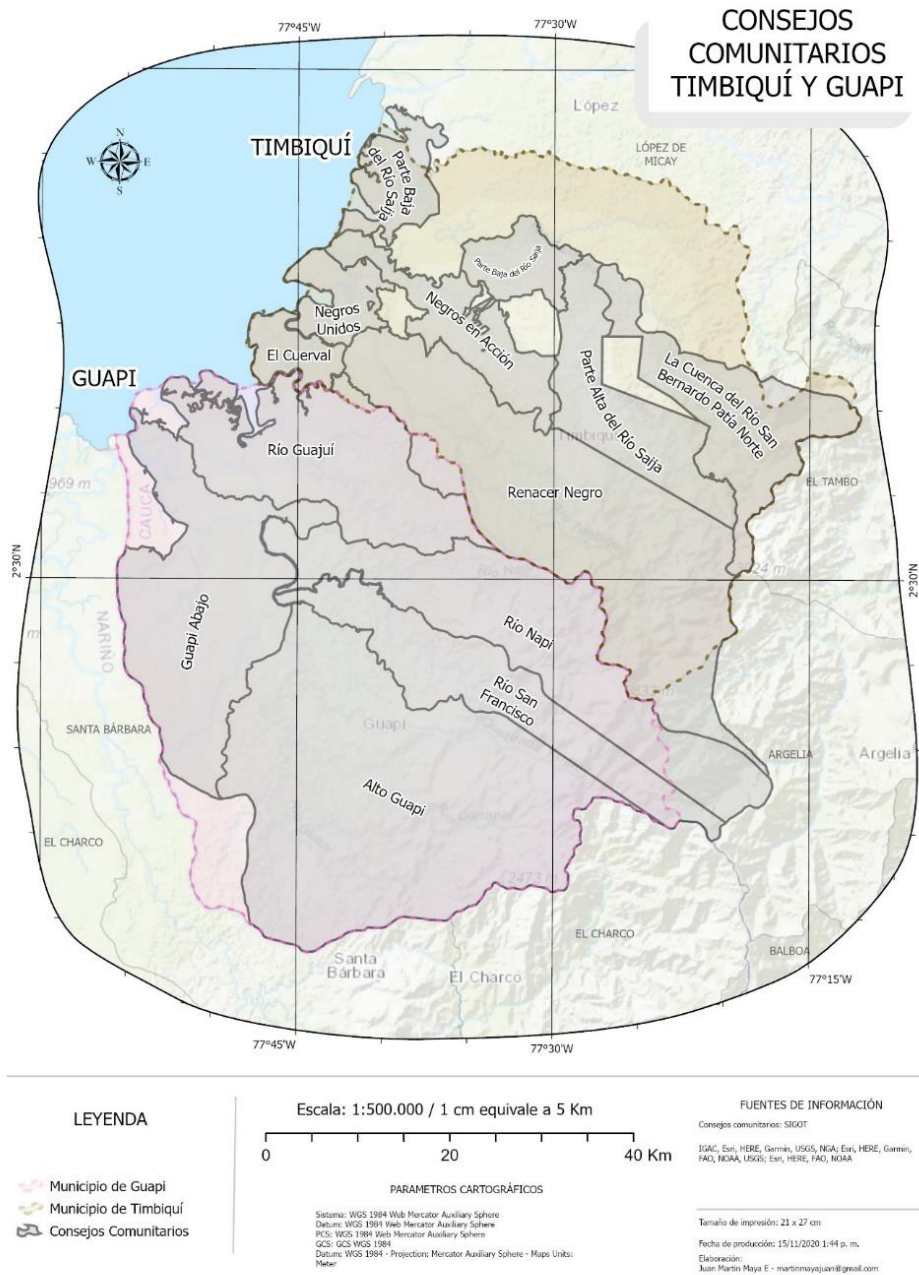 CONSEJOS
COMUNITARIOS
TIMBIQUÍ Y GUAPI
77°45'W
77°30'W
López
LÓPEZ DE
MICAY
N
W
E
S
TIMBIQUÍ
Parte Baja
del Río Saija
Parte Baja del Río Saija
Negros
Unidos
Negros en Acción
El Cuerval
GUAPI
Parte Alta del Río Saija
La Cuenca del Río San
Bernardo Patía Norte
Río Guajuí
Timbiquí
Renacer Negro
EL TAMBO
969 m
CAUCA
2°30'N
2°30'N
24 m
Río Napi
NARIÑO
Guapi Abajo
Río Napi
Río San
Francisco
m
SANTA BÁRBARA
Guapi
ARGELIA
Argelia
Alto Guapi
EL CHARCO
2473 m
EL CHARCO
BALBOA
Santa
Bárbara
El Charco
77°15'W
77°45'W
77°30'W
LEYENDA
Municipio de Guapi
Municipio de Timbiquí
Consejos Comunitarios
Escala: 1:500.000 / 1 cm equivale a 5 Km
0
20
40 Km
PARAMETROS CARTOGRÁFICOS
Sistema: WGS 1984 Web Mercator Auxiliary Sphere
Datum: WGS 1984 Web Mercator Auxiliary Sphere
PCS: WGS 1984 Web Mercator Auxiliary Sphere
GCS: GCS WGS 1984
Datum: WGS 1984 - Projection: Mercator Auxiliary Sphere - Maps Units:
Meter
FUENTES DE INFORMACIÓN
Consejos comunitarios: SIGOT
IGAC, Esri, HERE, Garmin, USGS, NGA; Esri, HERE, Garmin,
FAO, NOAA, USGS; Esri, HERE, FAO, NOAA
Tamaño de impresión: 21 x 27 cm
Fecha de producción: 15/11/2020 1:44 p. m.
Elaboración:
Juan Martin Maya E - martinmayajuan@gmail.com